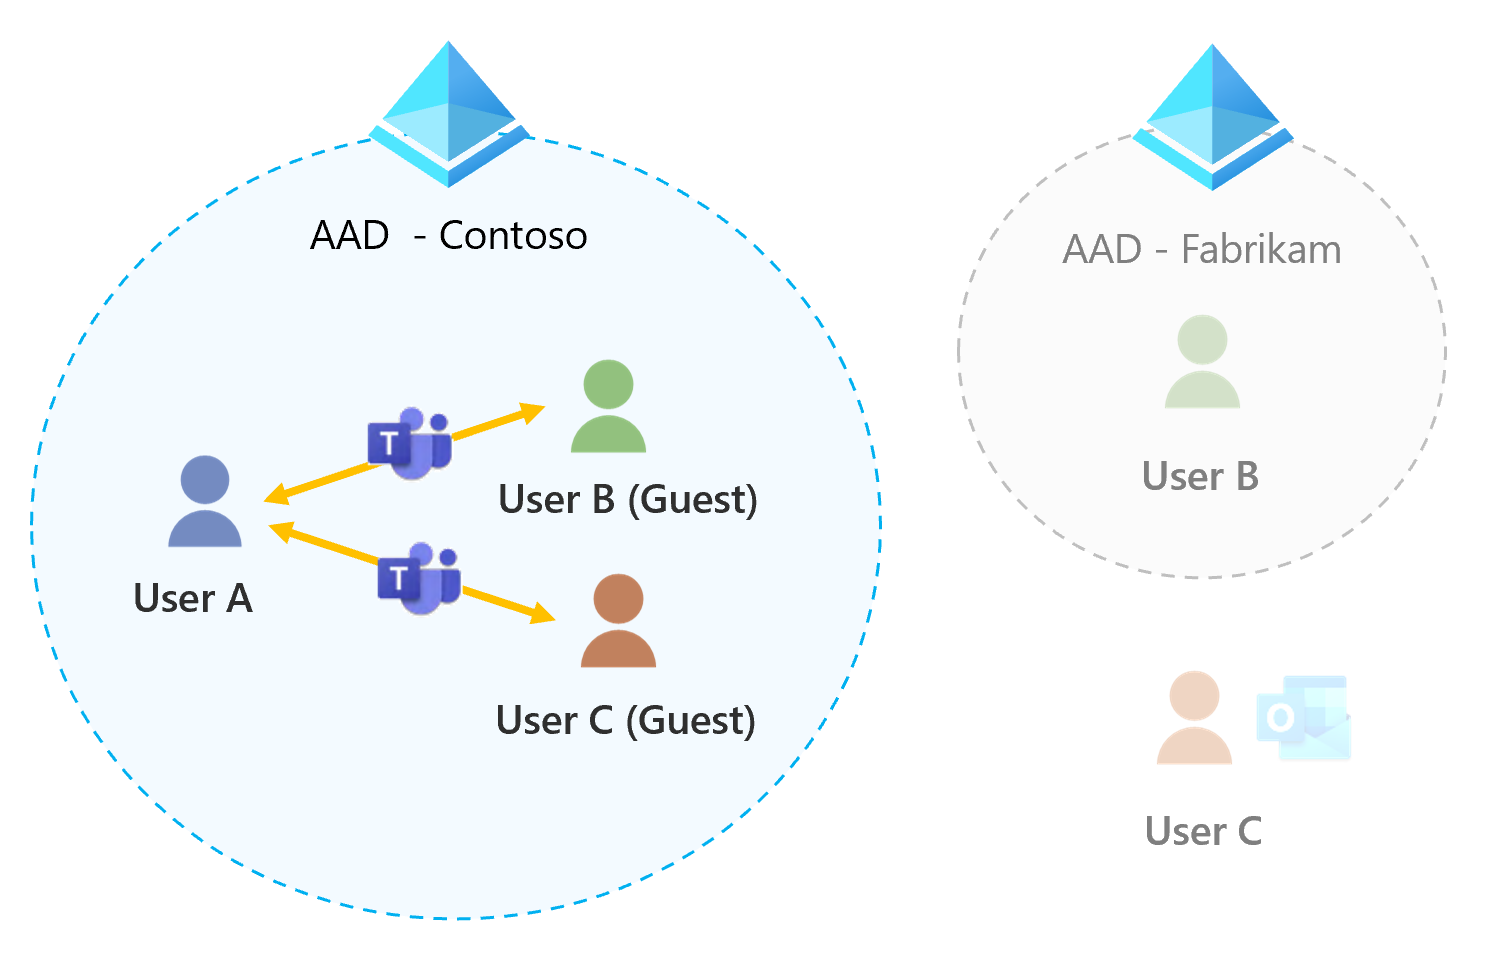 AAD - Contoso
AAD - Fabrikam
T
User B (Guest)
User B
User A
T
User C (Guest)
O
User C